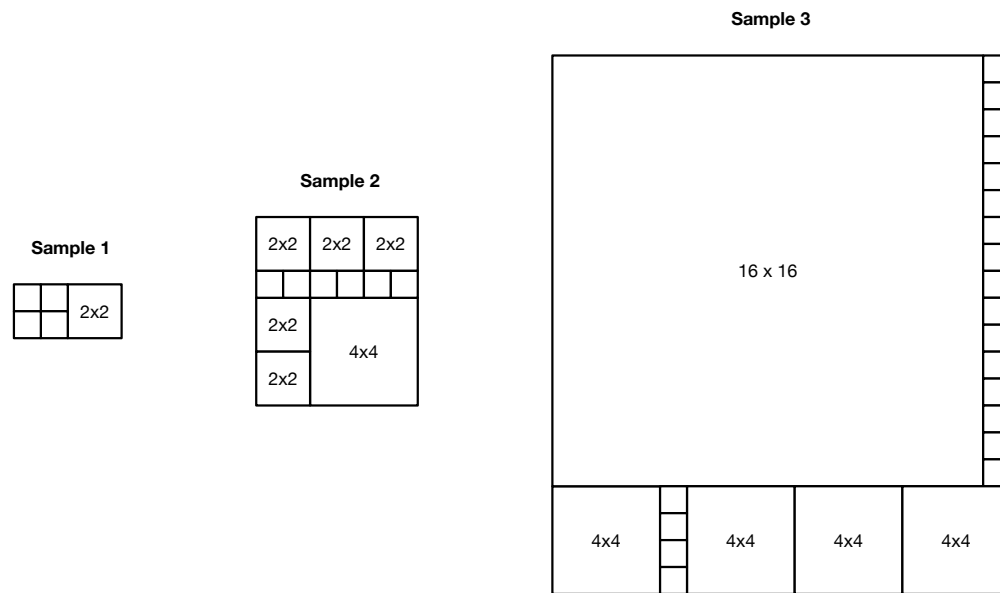 Sample 3
Sample 2
Sample 1
2x2
2x2 2x2 2x2
2x2
4x4
2x2
16 x 16
4x4 4x4 4x4 4x4